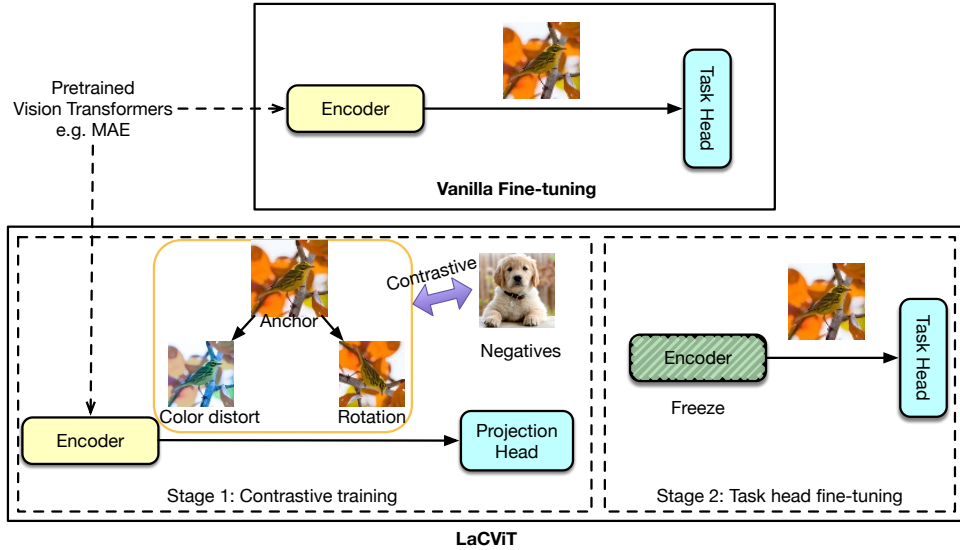 Pretrained
Vision Transformers
e.g. MAE
Encoder
Task Head
Vanilla Fine-tuning
Anchor
Color distort
Rotation
Contrastive
Negatives
Encoder
Projection
Head
Stage 1: Contrastive training
Encoder
Freeze
Task Head
Stage 2: Task head fine-tuning
LaCViT